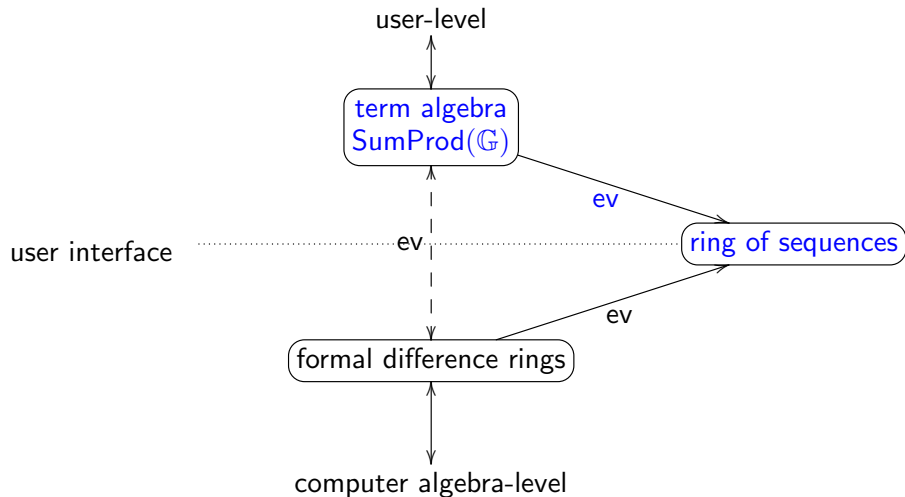 user-level
term algebra
SumProd(𝔾)
ev
ev
user interface
ring of sequences
ev
formal difference rings
computer algebra-level